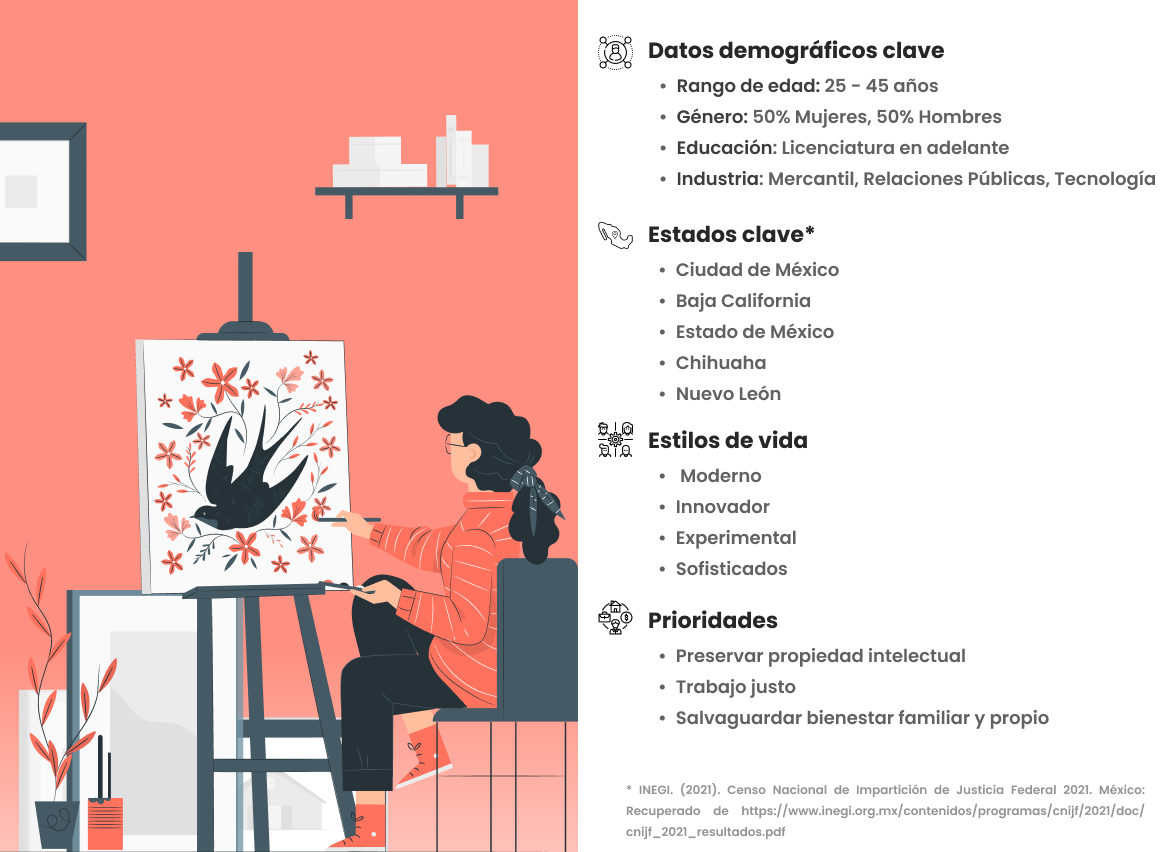 Datos demográficos clave
• Rango de edad: 25 - 45 años
• Género: 50% Mujeres, 50% Hombres
• Educación: Licenciatura en adelante
• Industria: Mercantil, Relaciones Públicas, Tecnología
Estados clave*
• Ciudad de México
• Baja California
• Estado de México
• Chihuaha
• Nuevo León
Estilos de vida
• Moderno
• Innovador
• Experimental
• Sofisticados
Prioridades
• Preservar propiedad intelectual
• Trabajo justo
• Salvaguardar bienestar familiar y propio
* INEGI. (2021). Censo Nacional de Impartición de Justicia Federal 2021. México:
Recuperado de https://www.inegi.org.mx/contenidos/programas/cnijf/2021/doc/
cnijf_2021_resultados.pdf